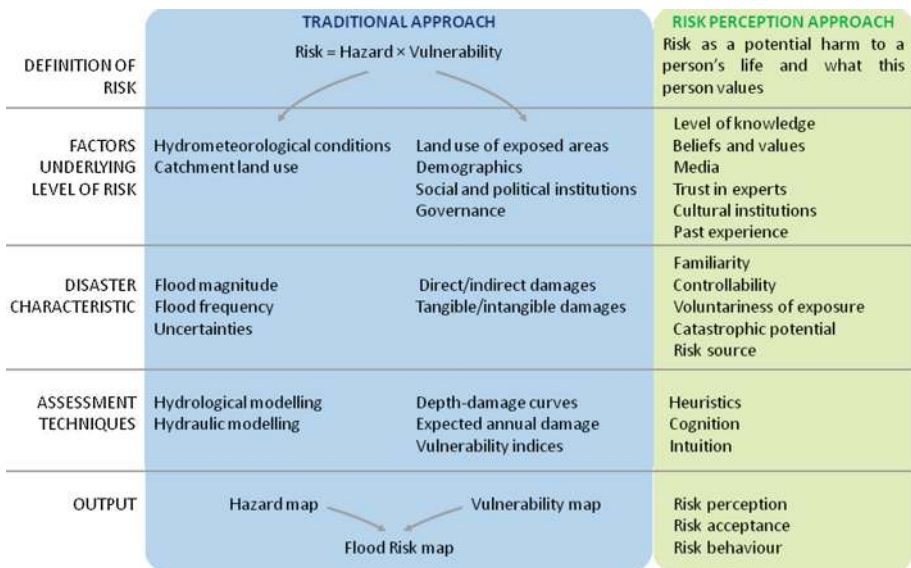 TRADITIONAL APPROACH
RISK PERCEPTION APPROACH
DEFINITION OF
RISK
Risk = Hazard × Vulnerability
Risk as a potential harm to a
person's life and what this
person values
FACTORS
UNDERLYING
LEVEL OF RISK
Hydrometeorological conditions
Catchment land use
Land use of exposed areas
Demographics
Social and political institutions
Governance
Level of knowledge
Beliefs and values
Media
Trust in experts
Cultural institutions
Past experience
DISASTER
CHARACTERISTIC
Flood magnitude
Flood frequency
Uncertainties
Direct/indirect damages
Tangible/intangible damages
Familiarity
Controllability
Voluntariness of exposure
Catastrophic potential
Risk source
ASSESSMENT
TECHNIQUES
Hydrological modelling
Hydraulic modelling
Depth-damage curves
Expected annual damage
Vulnerability indices
Heuristics
Cognition
Intuition
OUTPUT
Hazard map
Vulnerability map
Flood Risk map
Risk perception
Risk acceptance
Risk behaviour